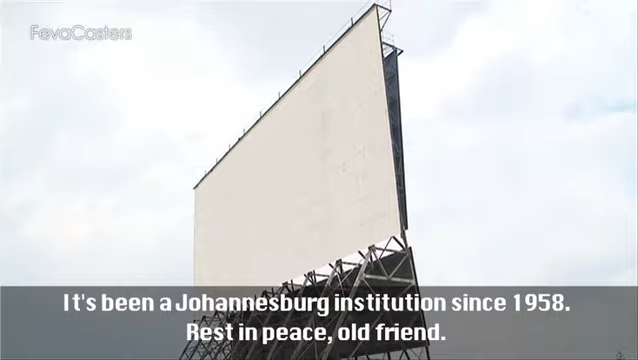 FevaCasters
It's been a Johannesburg institution since 1958.
Rest in peace, old friend.